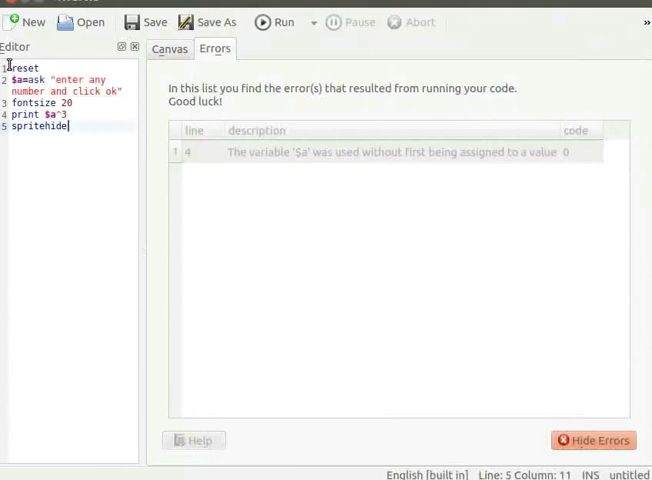 New Open Save Save As Run Pause Abort »
Editor
Canvas Errors
1 reset
2 $a=ask "enter any
number and click ok"
3 fontsize 20
4 print $a^3
5 spritehide
In this list you find the error(s) that resulted from running your code.
Good luck!
line description code
1 4 The variable '$a' was used without first being assigned to a value 0
Help Hide Errors
English [built in] Line: 5 Column: 11 INS untitled